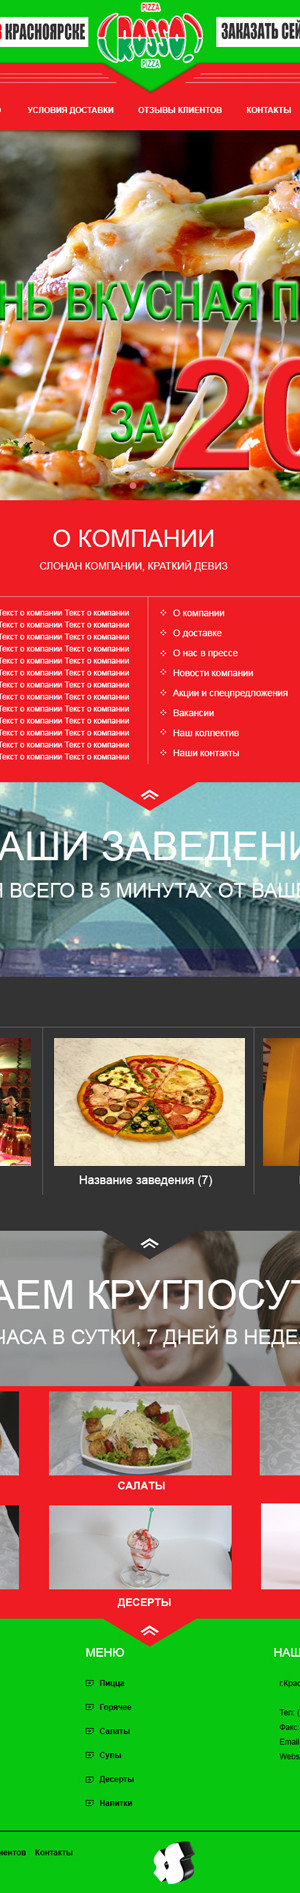 PIZZA
КРАСНОЯРСКЕ
ROSSO!
ЗАКАЗАТЬ СЕЙ
PIZZA
УСЛОВИЯ ДОСТАВКИ
ОТЗЫВЫ КЛИЕНТОВ
КОНТАКТЫ
НЬ ВКУСНАЯ П
ЗА 20
О КОМПАНИИ
СЛОНАН КОМПАНИИ, КРАТКИЙ ДЕВИЗ
Текст о компании Текст о компании
Текст о компании Текст о компании
Текст о компании Текст о компании
Текст о компании Текст о компании
Текст о компании Текст о компании
Текст о компании Текст о компании
Текст о компании Текст о компании
Текст о компании Текст о компании
Текст о компании Текст о компании
Текст о компании Текст о компании
Текст о компании Текст о компании
Текст о компании Текст о компании
Текст о компании Текст о компании
О компании
О доставке
О нас в прессе
Новости компании
Акции и спецпредложения
Вакансии
Наш коллектив
Наши контакты
АШИ ЗАВЕДЕНИ
Я ВСЕГО В 5 МИНУТАХ ОТ ВАШЕ
Название заведения (7)
АЕМ КРУГЛОСУТ
ЧАСА В СУТКИ, 7 ДНЕЙ В НЕДЕЛ
САЛАТЫ
ДЕСЕРТЫ
МЕНЮ
Пицца
Горячее
Салаты
Супы
Десерты
Напитки
НАШ
г.Крас
Тел: (
Факс:
Email
Webs
иентов
Контакты